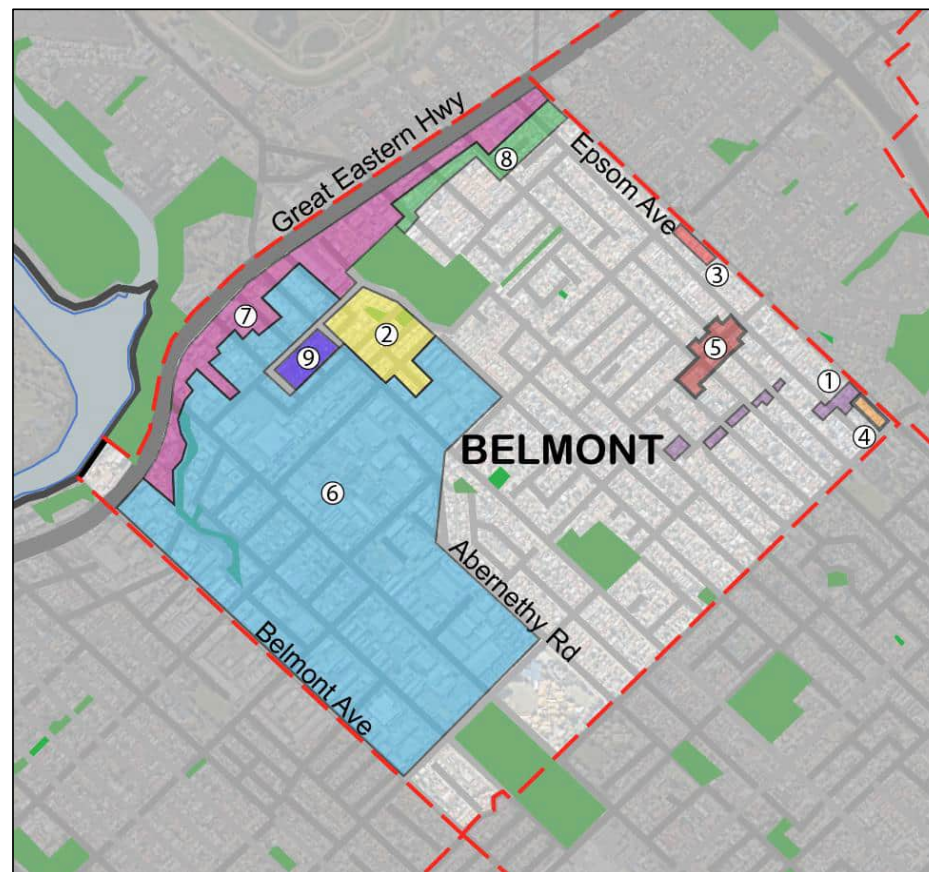 Great Eastern Hwy
Epsom Ave
⑧
③
⑦
②
⑤
⑨
①
④
BELMONT
⑥
Abernethy Rd
Belmont Ave